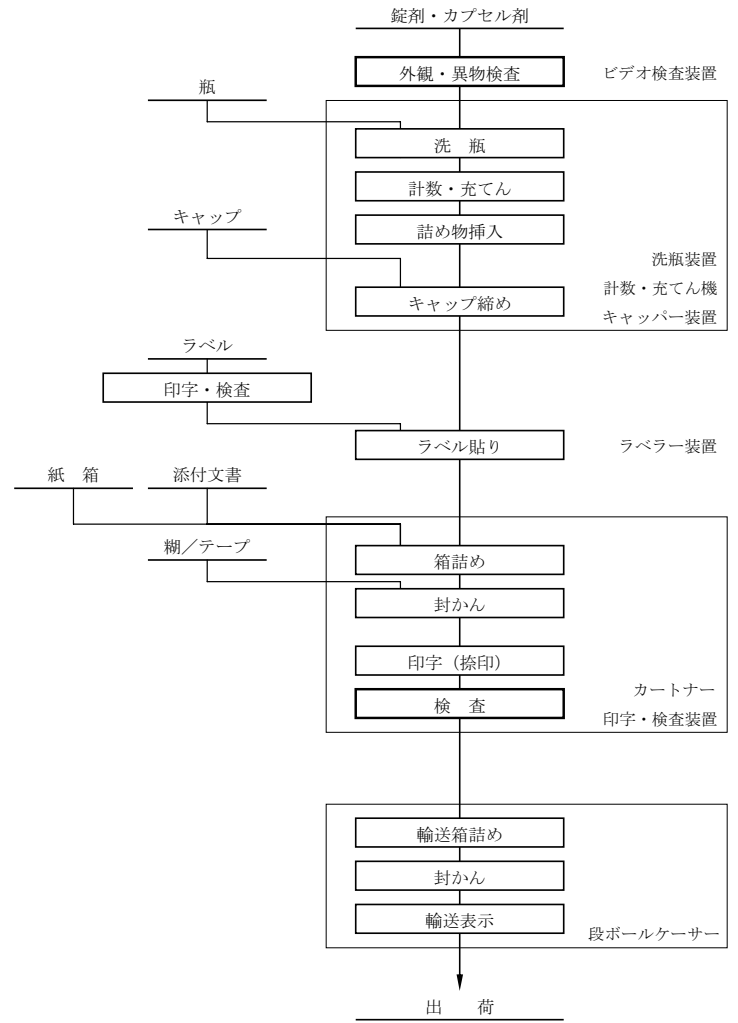 錠剤・カプセル剤
外観・異物検査
ビデオ検査装置
瓶
洗　瓶
計数・充てん
キャップ
詰め物挿入
洗瓶装置
計数・充てん機
キャップ締め
キャッパー装置
ラベル
印字・検査
ラベル貼り
ラベラー装置
紙　箱
添付文書
糊／テープ
箱詰め
封かん
印字（捺印）
カートナー
検　査
印字・検査装置
輸送箱詰め
封かん
輸送表示
段ボールケーサー
出　荷